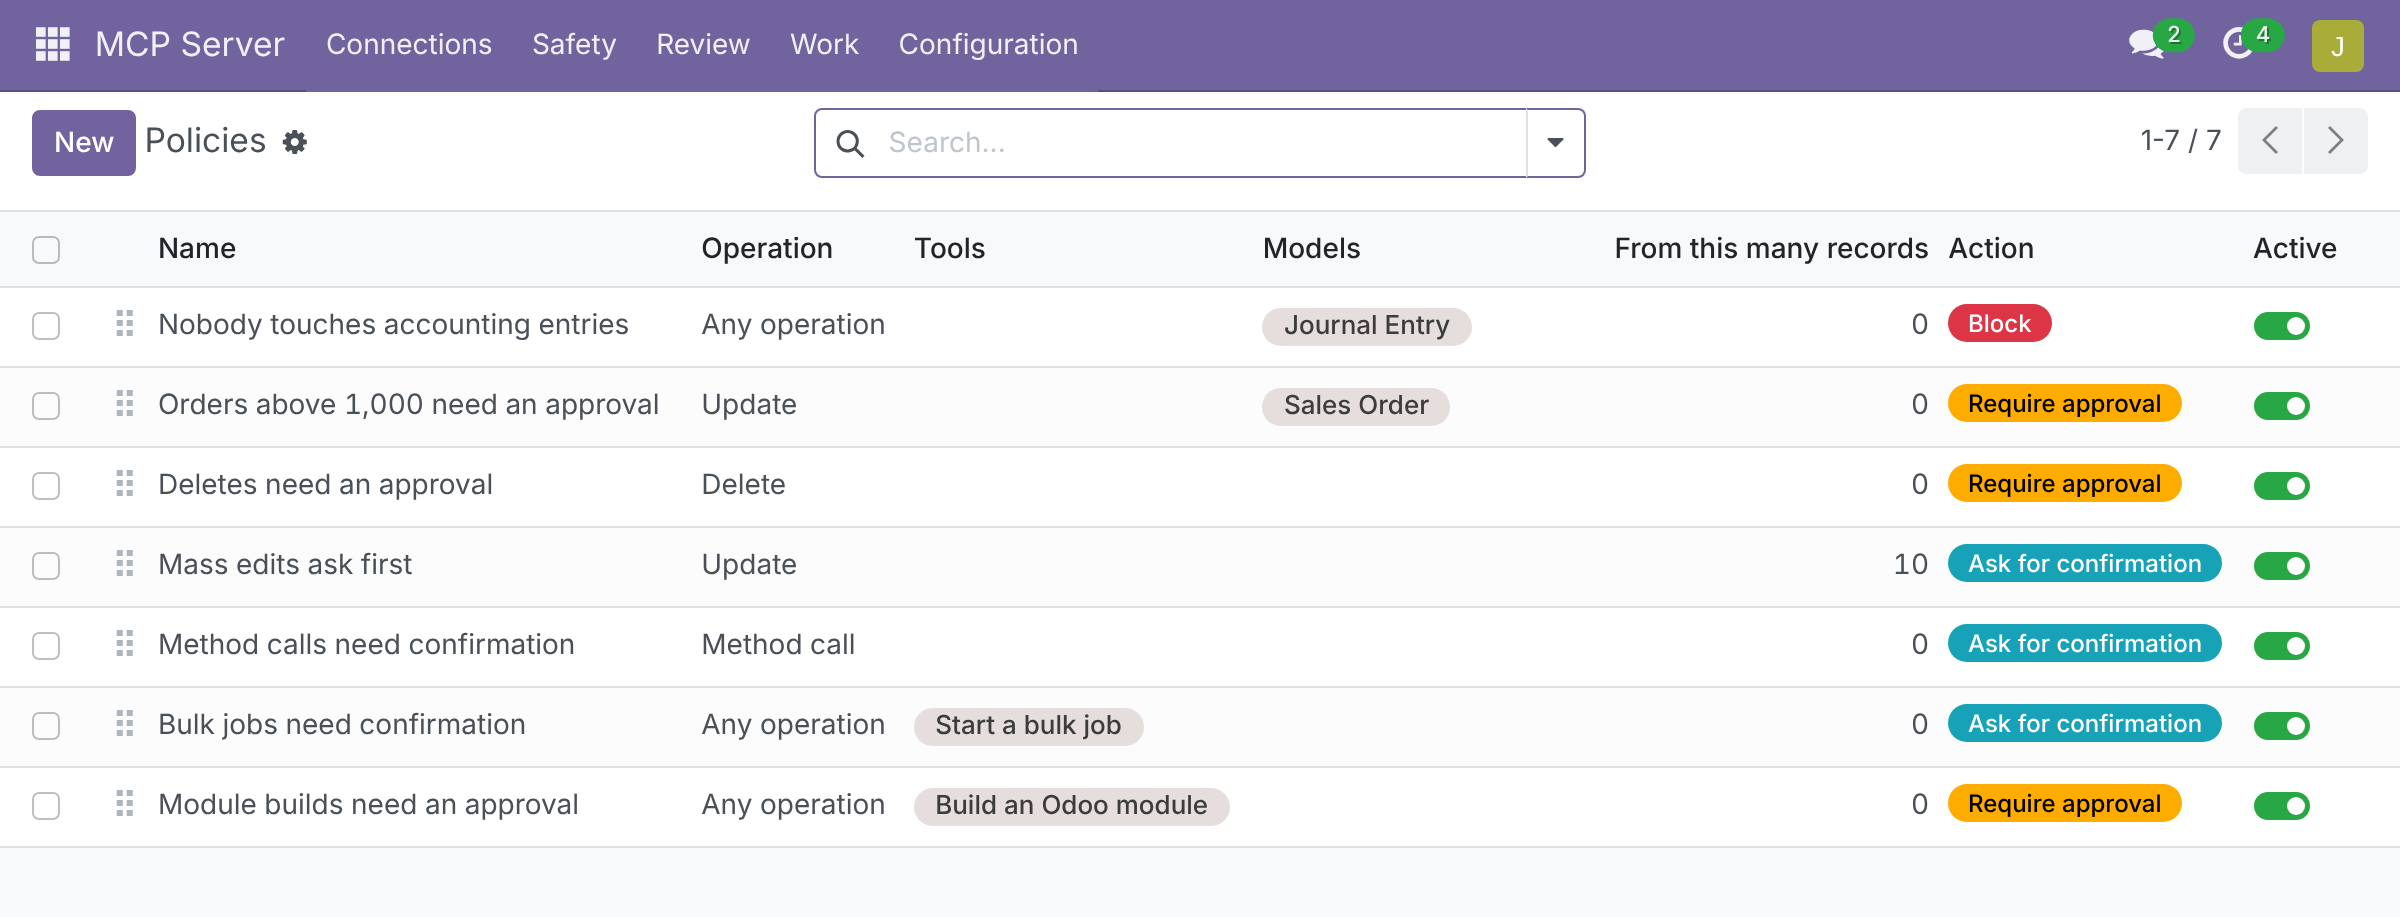 MCP Server Connections Safety Review Work Configuration 2 4 J
New Policies Search... 1-7 / 7
Name Operation Tools Models From this many records Action Active
Nobody touches accounting entries Any operation Journal Entry 0 Block
Orders above 1,000 need an approval Update Sales Order 0 Require approval
Deletes need an approval Delete 0 Require approval
Mass edits ask first Update 10 Ask for confirmation
Method calls need confirmation Method call 0 Ask for confirmation
Bulk jobs need confirmation Any operation Start a bulk job 0 Ask for confirmation
Module builds need an approval Any operation Build an Odoo module 0 Require approval